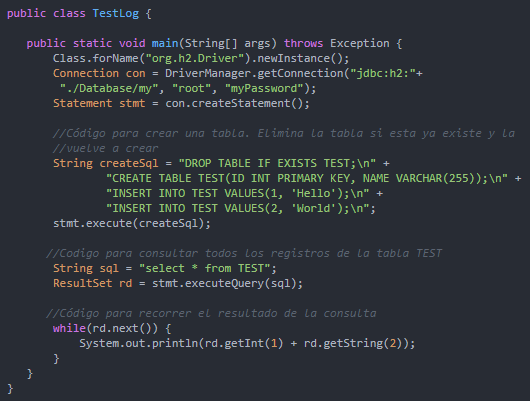 public class TestLog {
public static void main(String[] args) throws Exception {
Class.forName("org.h2.Driver").newInstance();
Connection con = DriverManager.getConnection("jdbc:h2:"+
"./Database/my", "root", "myPassword");
Statement stmt = con.createStatement();
//Código para crear una tabla. Elimina la tabla si esta ya existe y la
//vuelve a crear
String createSql = "DROP TABLE IF EXISTS TEST;\n" +
"CREATE TABLE TEST(ID INT PRIMARY KEY, NAME VARCHAR(255));\n" +
"INSERT INTO TEST VALUES(1, 'Hello');\n" +
"INSERT INTO TEST VALUES(2, 'World');\n";
stmt.execute(createSql);
//Codigo para consultar todos los registros de la tabla TEST
String sql = "select * from TEST";
ResultSet rd = stmt.executeQuery(sql);
//Código para recorrer el resultado de la consulta
while(rd.next()) {
System.out.println(rd.getInt(1) + rd.getString(2));
}
}
}